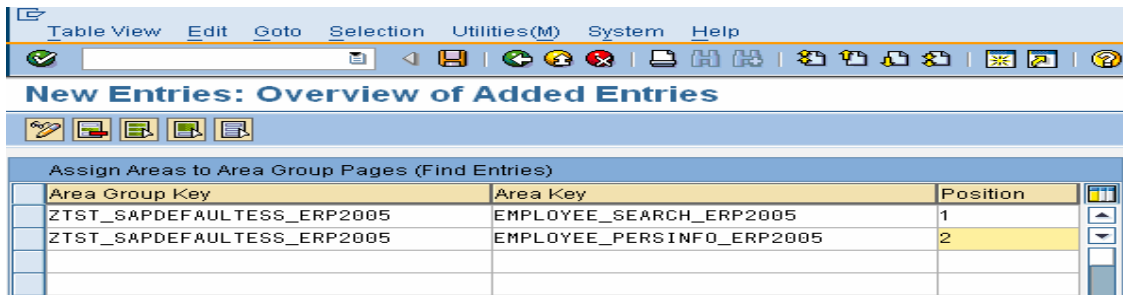 Table View Edit Goto Selection Utilities(M) System Help
New Entries: Overview of Added Entries
Assign Areas to Area Group Pages (Find Entries)
Area Group Key Area Key Position
ZTST_SAPDEFAULTESS_ERP2005 EMPLOYEE_SEARCH_ERP2005 1
ZTST_SAPDEFAULTESS_ERP2005 EMPLOYEE_PERSINFO_ERP2005 2